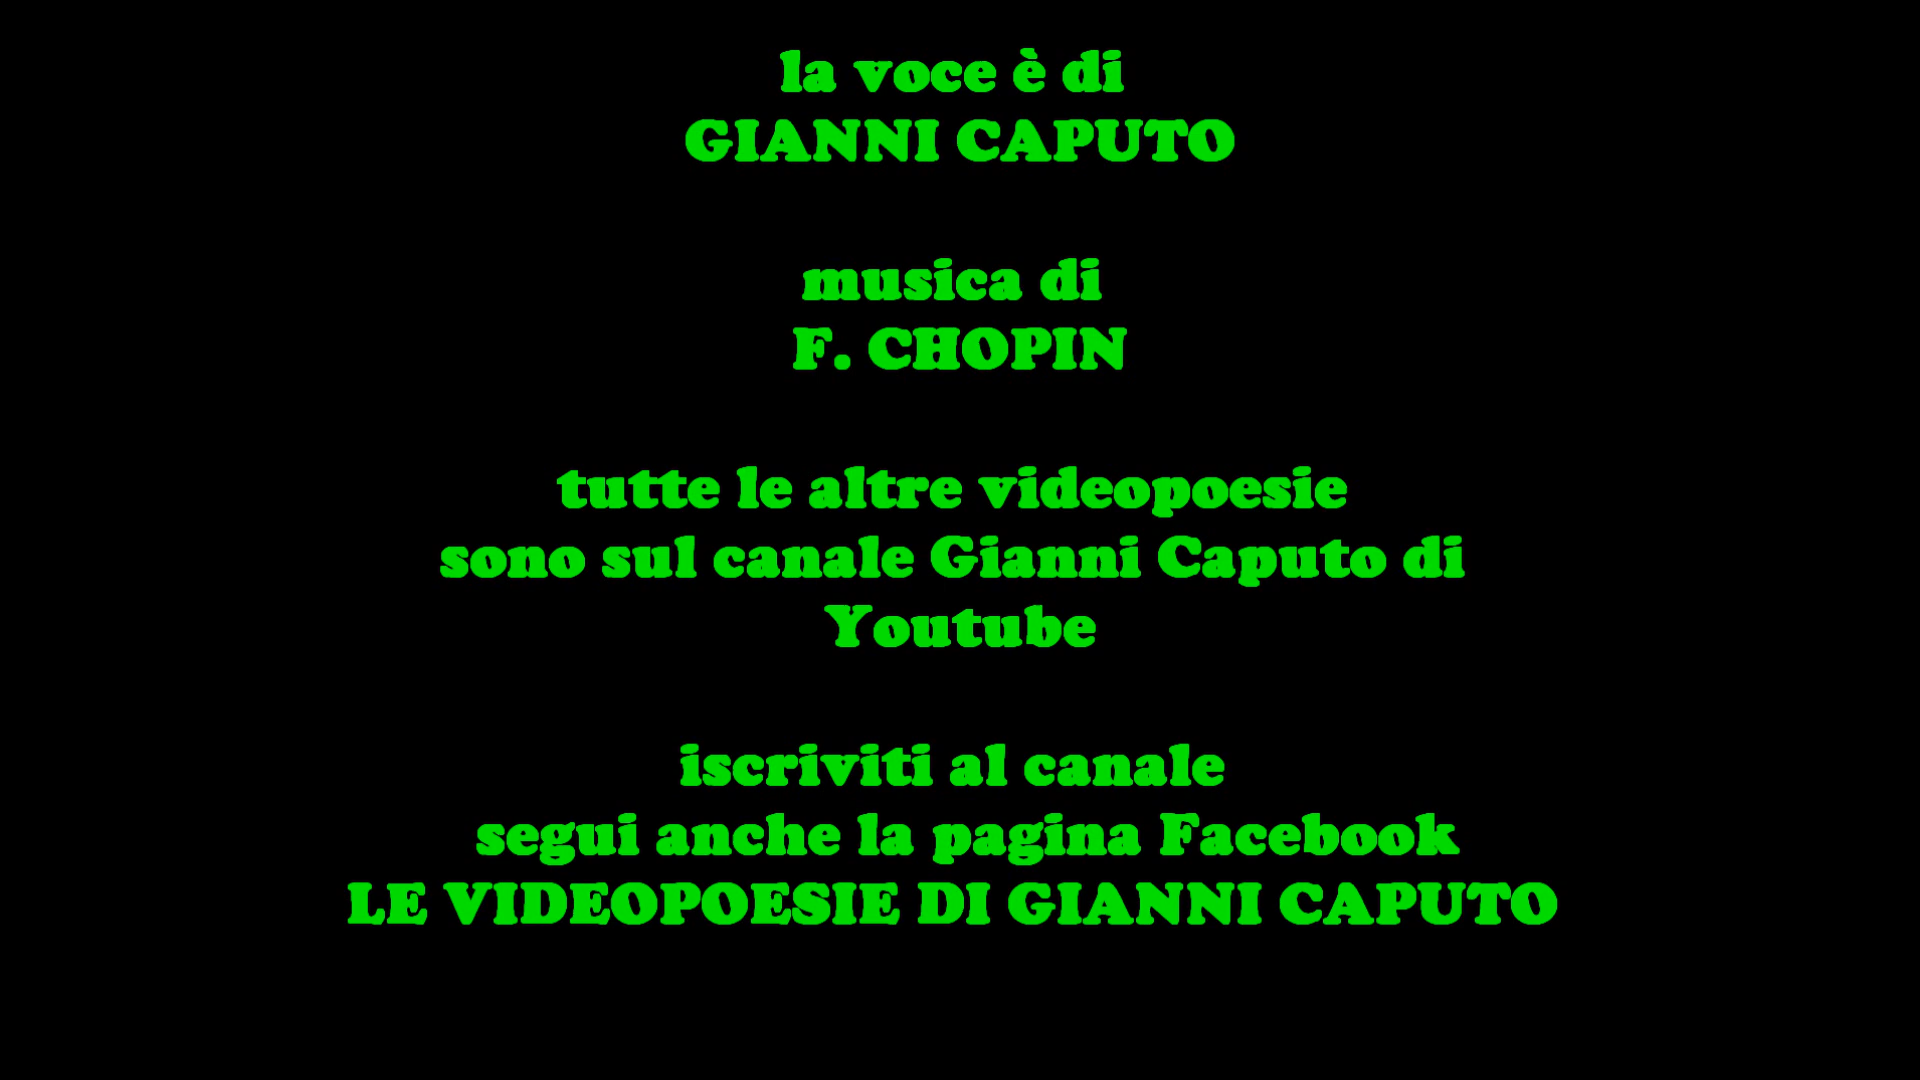 la voce è di
GIANNI CAPUTO
musica di
F. CHOPIN
tutte le altre videopoesie
sono sul canale Gianni Caputo di
Youtube
iscriviti al canale
segui anche la pagina Facebook
LE VIDEOPOESIE DI GIANNI CAPUTO